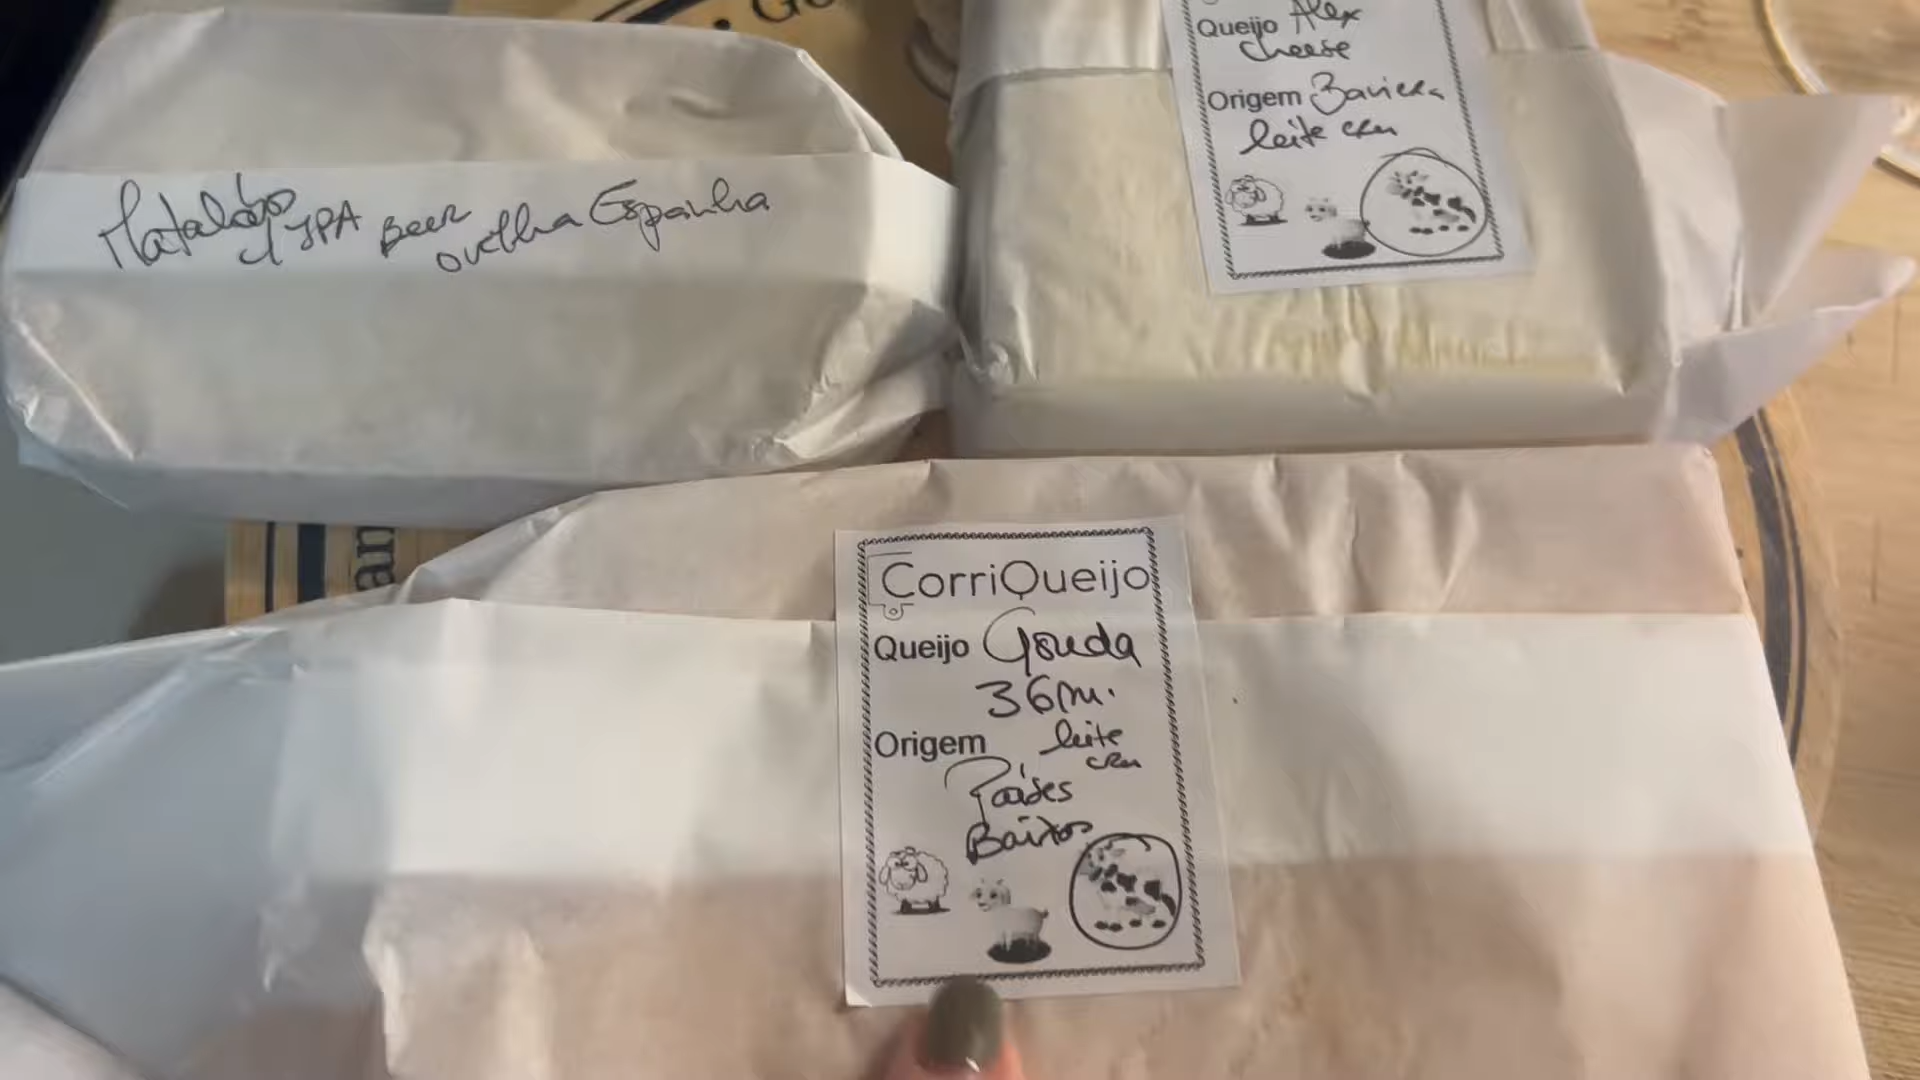 Queijo Alex
cheese
Origem Baviera
leite cru
IPA Beer ovelha Espanha
CorriQueijo
Queijo Gouda
36m.
Origem leite
cru
Países
Baixos